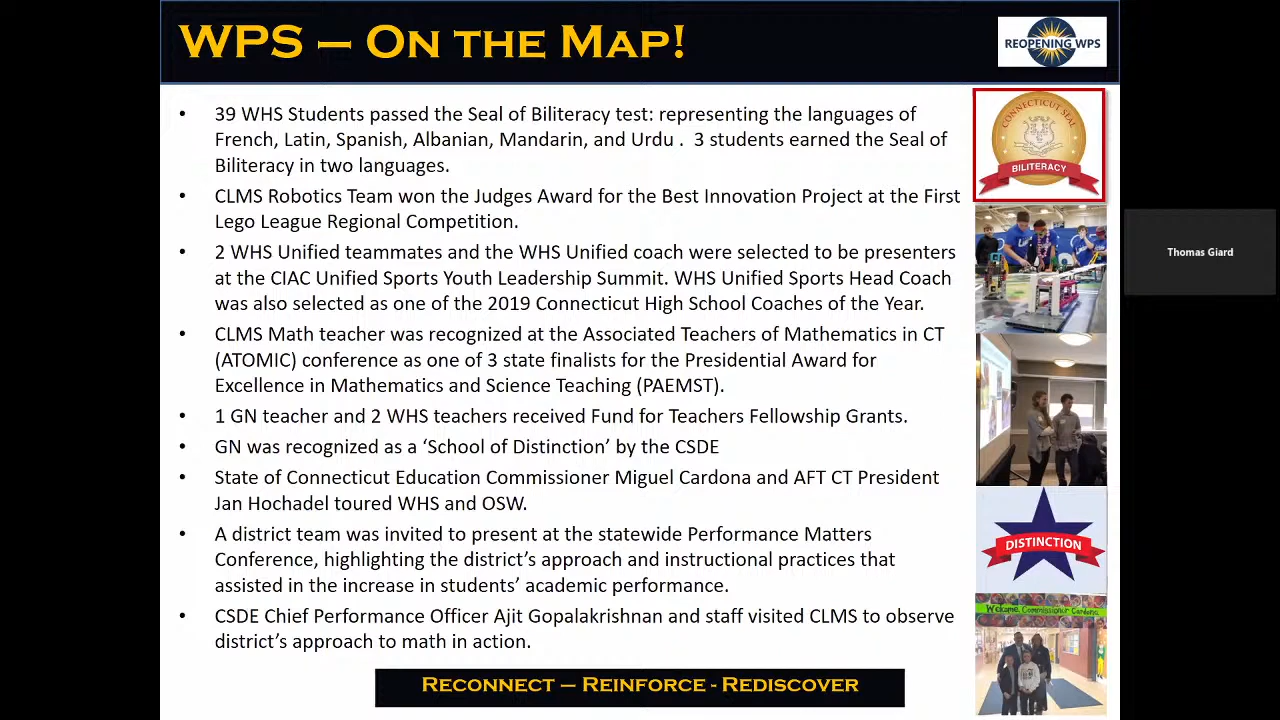 WPS – On the Map!
REOPENING WPS
• 39 WHS Students passed the Seal of Biliteracy test: representing the languages of
French, Latin, Spanish, Albanian, Mandarin, and Urdu . 3 students earned the Seal of
Biliteracy in two languages.
• CLMS Robotics Team won the Judges Award for the Best Innovation Project at the First
Lego League Regional Competition.
• 2 WHS Unified teammates and the WHS Unified coach were selected to be presenters
at the CIAC Unified Sports Youth Leadership Summit. WHS Unified Sports Head Coach
was also selected as one of the 2019 Connecticut High School Coaches of the Year.
• CLMS Math teacher was recognized at the Associated Teachers of Mathematics in CT
(ATOMIC) conference as one of 3 state finalists for the Presidential Award for
Excellence in Mathematics and Science Teaching (PAEMST).
• 1 GN teacher and 2 WHS teachers received Fund for Teachers Fellowship Grants.
• GN was recognized as a ‘School of Distinction’ by the CSDE
• State of Connecticut Education Commissioner Miguel Cardona and AFT CT President
Jan Hochadel toured WHS and OSW.
• A district team was invited to present at the statewide Performance Matters
Conference, highlighting the district’s approach and instructional practices that
assisted in the increase in students’ academic performance.
• CSDE Chief Performance Officer Ajit Gopalakrishnan and staff visited CLMS to observe
district’s approach to math in action.
Reconnect – Reinforce - Rediscover
CONNECTICUT SEAL
BILITERACY
DISTINCTION
Welcome Commissioner Cardona
Thomas Giard